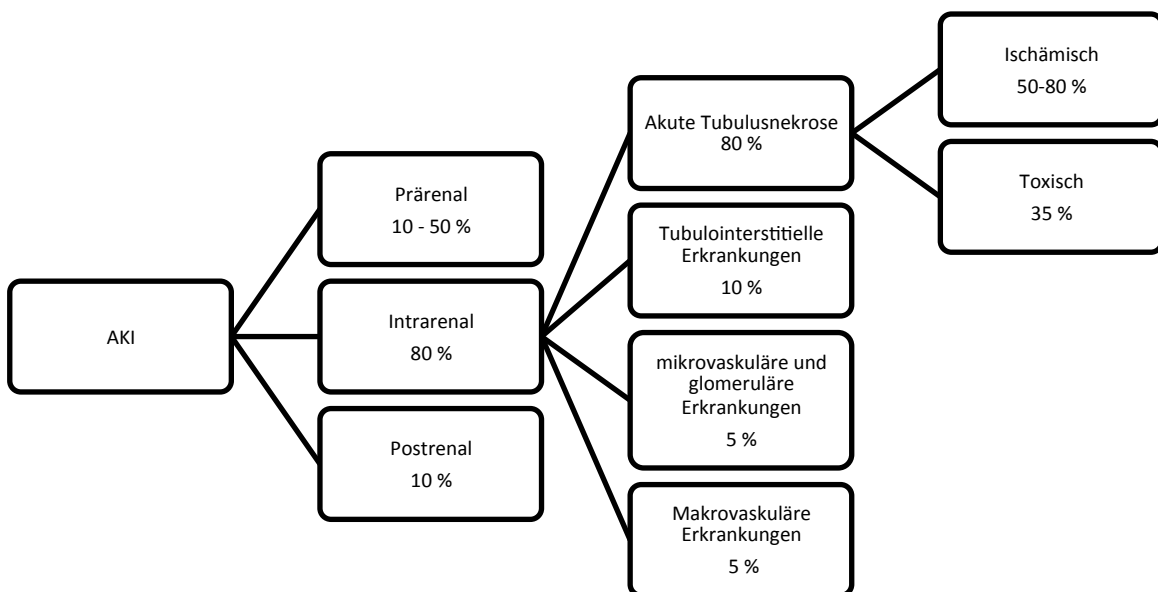 AKI
Prärenal
10 - 50 %
Intrarenal
80 %
Postrenal
10 %
Akute Tubulusnekrose
80 %
Tubulointerstitielle
Erkrankungen
10 %
mikrovaskuläre und
glomeruläre
Erkrankungen
5 %
Makrovaskuläre
Erkrankungen
5 %
Ischämisch
50-80 %
Toxisch
35 %